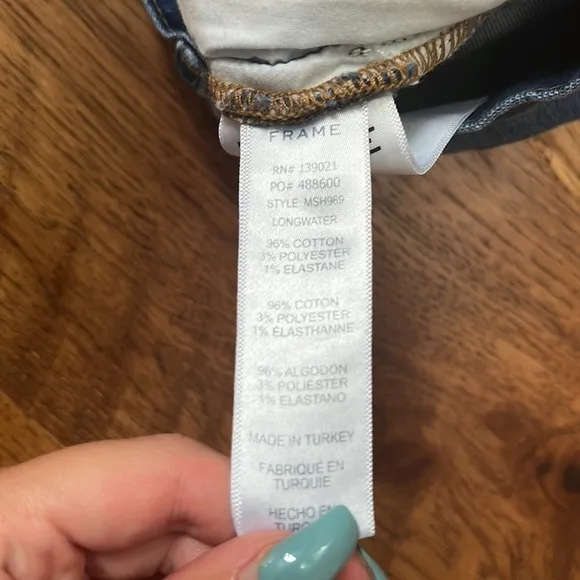 FRAME
RN# 139021
PO# 488600
STYLE: MSH969
LONGWATER
96% COTTON
3% POLYESTER
1% ELASTANE
96% COTON
3% POLYESTER
1% ELASTHANNE
96% ALGODON
3% POLIÉSTER
1% ELASTANO
MADE IN TURKEY
FABRIQUÉ EN
TURQUIE
HECHO EN
E